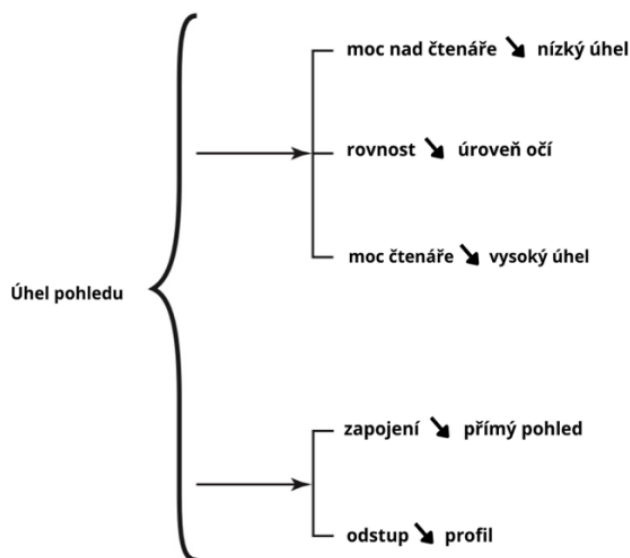 moc nad čtenáře ↘ nízký úhel
rovnost ↘ úroveň očí
moc čtenáře ↘ vysoký úhel
Úhel pohledu
zapojení ↘ přímý pohled
odstup ↘ profil